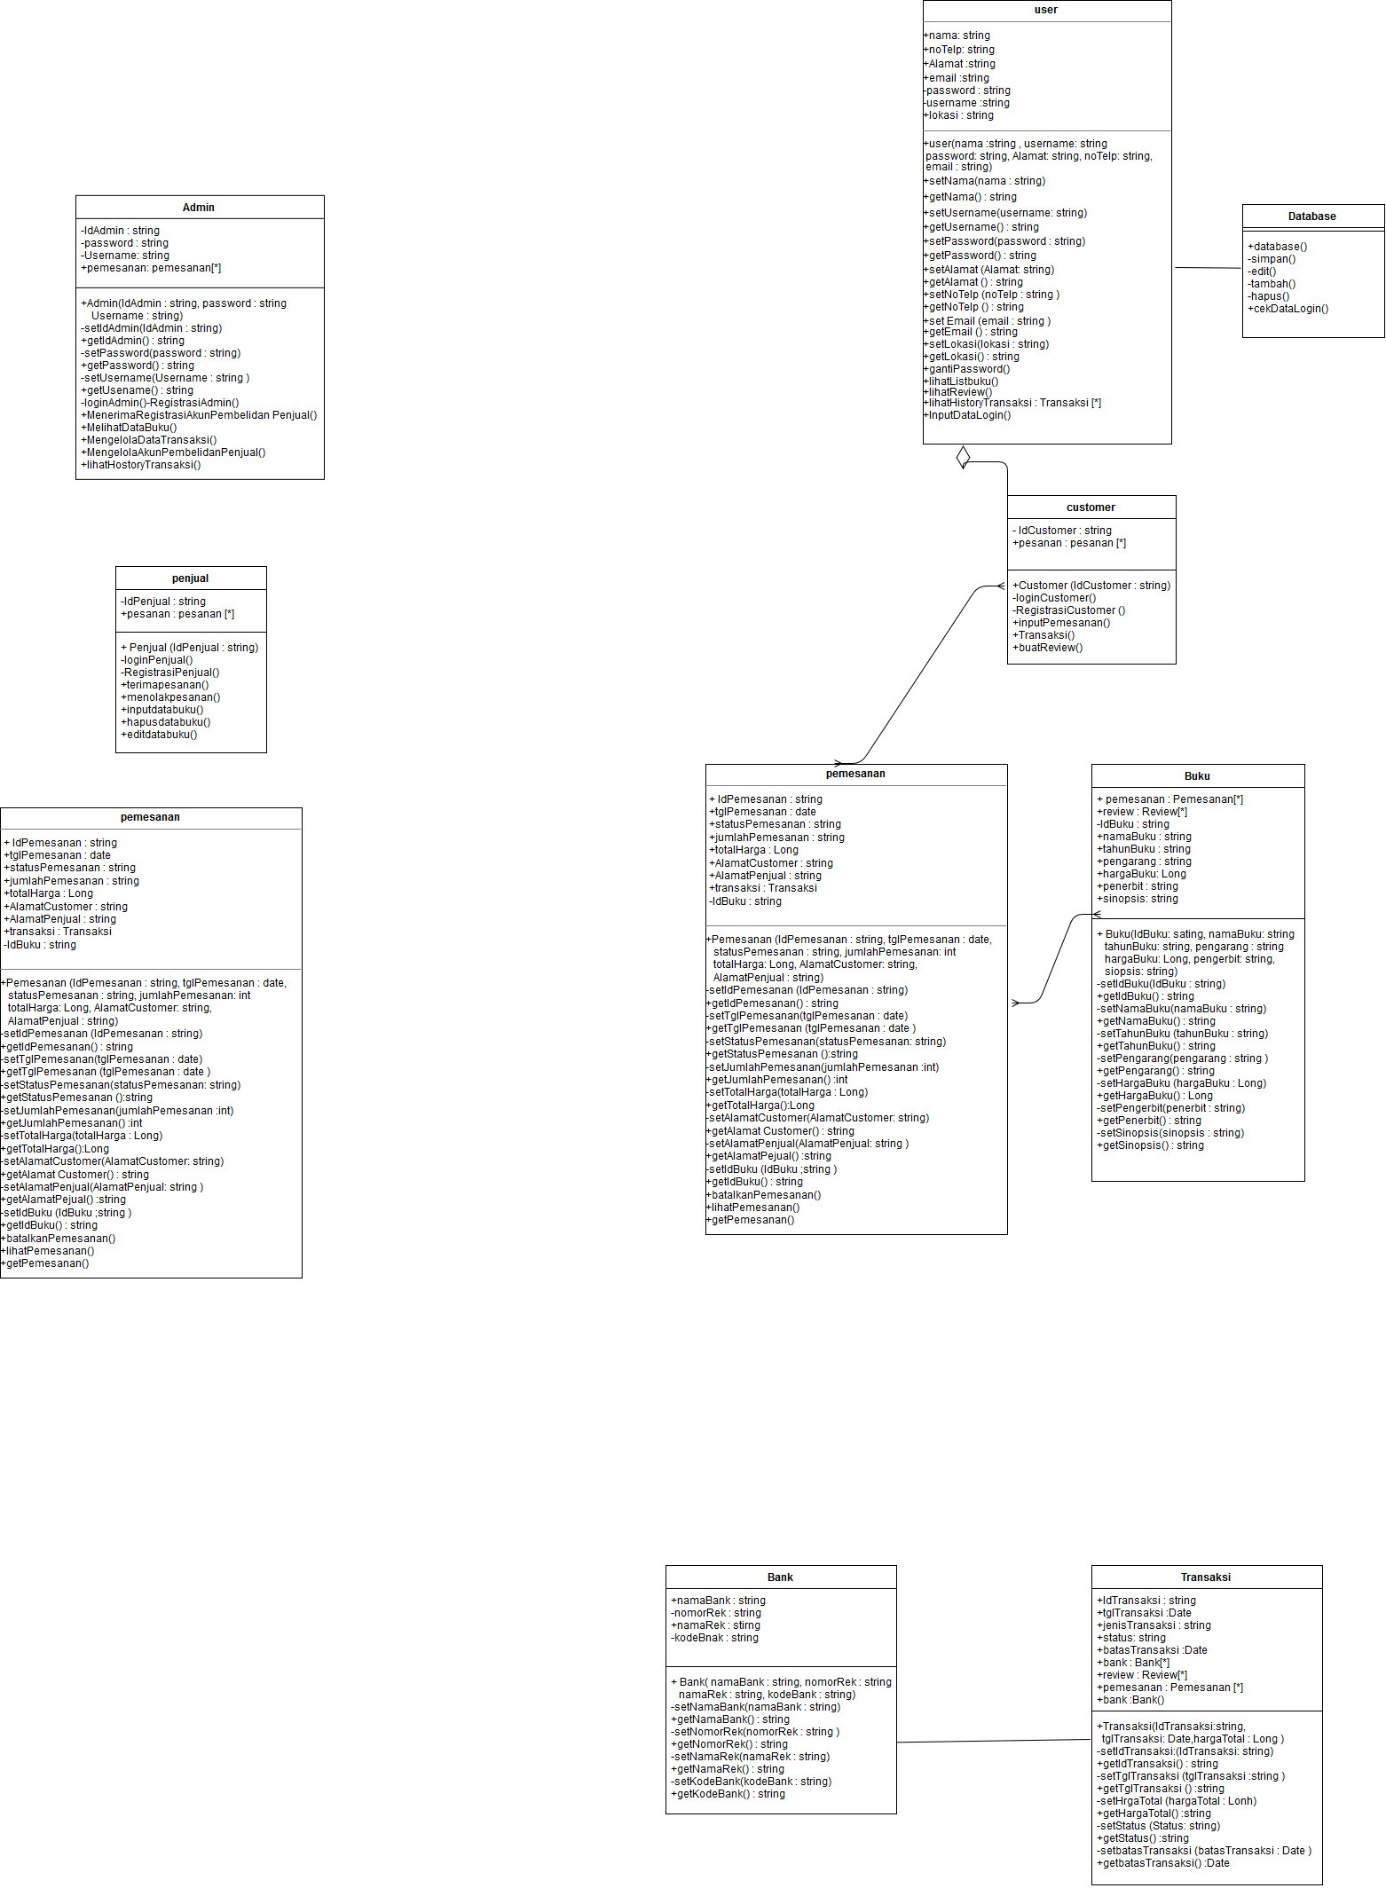 user
+nama: string
+noTelp: string
+Alamat :string
+email :string
-password : string
-username :string
+lokasi : string
+user(nama :string , username: string
password: string, Alamat: string, noTelp: string,
email : string)
+setNama(nama : string)
+getNama() : string
+setUsername(username: string)
+getUsername() : string
+setPassword(password : string)
+getPassword() : string
+setAlamat (Alamat: string)
+getAlamat () : string
+setNoTelp (noTelp : string )
+getNoTelp () : string
+set Email (email : string )
+getEmail () : string
+setLokasi(lokasi : string)
+getLokasi() : string
+gantiPassword()
+lihatListbuku()
+lihatReview()
+lihatHistoryTransaksi : Transaksi [*]
+InputDataLogin()
Admin
-IdAdmin : string
-password : string
-Username: string
+pemesanan: pemesanan[*]
+Admin(IdAdmin : string, password : string
Username : string)
-setIdAdmin(IdAdmin : string)
+getIdAdmin() : string
-setPassword(password : string)
+getPassword() : string
-setUsername(Username : string )
+getUsename() : string
-loginAdmin()-RegistrasiAdmin()
+MenerimaRegistrasiAkunPembelidan Penjual()
+MelihatDataBuku()
+MengelolaDataTransaksi()
+MengelolaAkunPembelidanPenjual()
+lihatHostoryTransaksi()
Database
+database()
-simpan()
-edit()
-tambah()
-hapus()
+cekDataLogin()
customer
- IdCustomer : string
+pesanan : pesanan [*]
+Customer (IdCustomer : string)
-loginCustomer()
-RegistrasiCustomer ()
+inputPemesanan()
+Transaksi()
+buatReview()
penjual
-IdPenjual : string
+pesanan : pesanan [*]
+ Penjual (IdPenjual : string)
-loginPenjual()
-RegistrasiPenjual()
+terimapesanan()
+menolakpesanan()
+inputdatabuku()
+hapusdatabuku()
+editdatabuku()
pemesanan
+ IdPemesanan : string
+tglPemesanan : date
+statusPemesanan : string
+jumlahPemesanan : string
+totalHarga : Long
+AlamatCustomer : string
+AlamatPenjual : string
+transaksi : Transaksi
-IdBuku : string
+Pemesanan (IdPemesanan : string, tglPemesanan : date,
statusPemesanan : string, jumlahPemesanan: int
totalHarga: Long, AlamatCustomer: string,
AlamatPenjual : string)
-setIdPemesanan (IdPemesanan : string)
+getIdPemesanan() : string
-setTglPemesanan(tglPemesanan : date)
+getTglPemesanan (tglPemesanan : date )
-setStatusPemesanan(statusPemesanan: string)
+getStatusPemesanan ():string
-setJumlahPemesanan(jumlahPemesanan :int)
+getJumlahPemesanan() :int
-setTotalHarga(totalHarga : Long)
+getTotalHarga():Long
-setAlamatCustomer(AlamatCustomer: string)
+getAlamat Customer() : string
-setAlamatPenjual(AlamatPenjual: string )
+getAlamatPejual() :string
-setIdBuku (IdBuku ;string )
+getIdBuku() : string
+batalkanPemesanan()
+lihatPemesanan()
+getPemesanan()
pemesanan
+ IdPemesanan : string
+tglPemesanan : date
+statusPemesanan : string
+jumlahPemesanan : string
+totalHarga : Long
+AlamatCustomer : string
+AlamatPenjual : string
+transaksi : Transaksi
-IdBuku : string
+Pemesanan (IdPemesanan : string, tglPemesanan : date,
statusPemesanan : string, jumlahPemesanan: int
totalHarga: Long, AlamatCustomer: string,
AlamatPenjual : string)
-setIdPemesanan (IdPemesanan : string)
+getIdPemesanan() : string
-setTglPemesanan(tglPemesanan : date)
+getTglPemesanan (tglPemesanan : date )
-setStatusPemesanan(statusPemesanan: string)
+getStatusPemesanan ():string
-setJumlahPemesanan(jumlahPemesanan :int)
+getJumlahPemesanan() :int
-setTotalHarga(totalHarga : Long)
+getTotalHarga():Long
-setAlamatCustomer(AlamatCustomer: string)
+getAlamat Customer() : string
-setAlamatPenjual(AlamatPenjual: string )
+getAlamatPejual() :string
-setIdBuku (IdBuku ;string )
+getIdBuku() : string
+batalkanPemesanan()
+lihatPemesanan()
+getPemesanan()
Buku
+ pemesanan : Pemesanan[*]
+review : Review[*]
-IdBuku : string
+namaBuku : string
+tahunBuku : string
+pengarang : string
+hargaBuku: Long
+penerbit : string
+sinopsis: string
+ Buku(IdBuku: sating, namaBuku: string
tahunBuku: string, pengarang : string
hargaBuku: Long, pengerbit: string,
siopsis: string)
-setIdBuku(IdBuku : string)
+getIdBuku() : string
-setNamaBuku(namaBuku : string)
+getNamaBuku() : string
-setTahunBuku (tahunBuku : string)
+getTahunBuku() : string
-setPengarang(pengarang : string )
+getPengarang() : string
-setHargaBuku (hargaBuku : Long)
+getHargaBuku() : Long
-setPengerbit(penerbit : string)
+getPenerbit() : string
-setSinopsis(sinopsis : string)
+getSinopsis() : string
Bank
+namaBank : string
-nomorRek : string
+namaRek : stirng
-kodeBnak : string
+ Bank( namaBank : string, nomorRek : string
namaRek : string, kodeBank : string)
-setNamaBank(namaBank : string)
+getNamaBank() : string
-setNomorRek(nomorRek : string )
+getNomorRek() : string
-setNamaRek(namaRek : string)
+getNamaRek() : string
-setKodeBank(kodeBank : string)
+getKodeBank() : string
Transaksi
+IdTransaksi : string
+tglTransaksi :Date
+jenisTransaksi : string
+status: string
+batasTransaksi :Date
+bank : Bank[*]
+review : Review[*]
+pemesanan : Pemesanan [*]
+bank :Bank()
+Transaksi(IdTransaksi:string,
tglTransaksi: Date,hargaTotal : Long )
-setIdTransaksi:(IdTransaksi: string)
+getIdTransaksi() : string
-setTglTransaksi (tglTransaksi :string )
+getTglTransaksi () :string
-setHrgaTotal (hargaTotal : Lonh)
+getHargaTotal() :string
-setStatus (Status: string)
+getStatus() :string
-setbatasTransaksi (batasTransaksi : Date )
+getbatasTransaksi() :Date